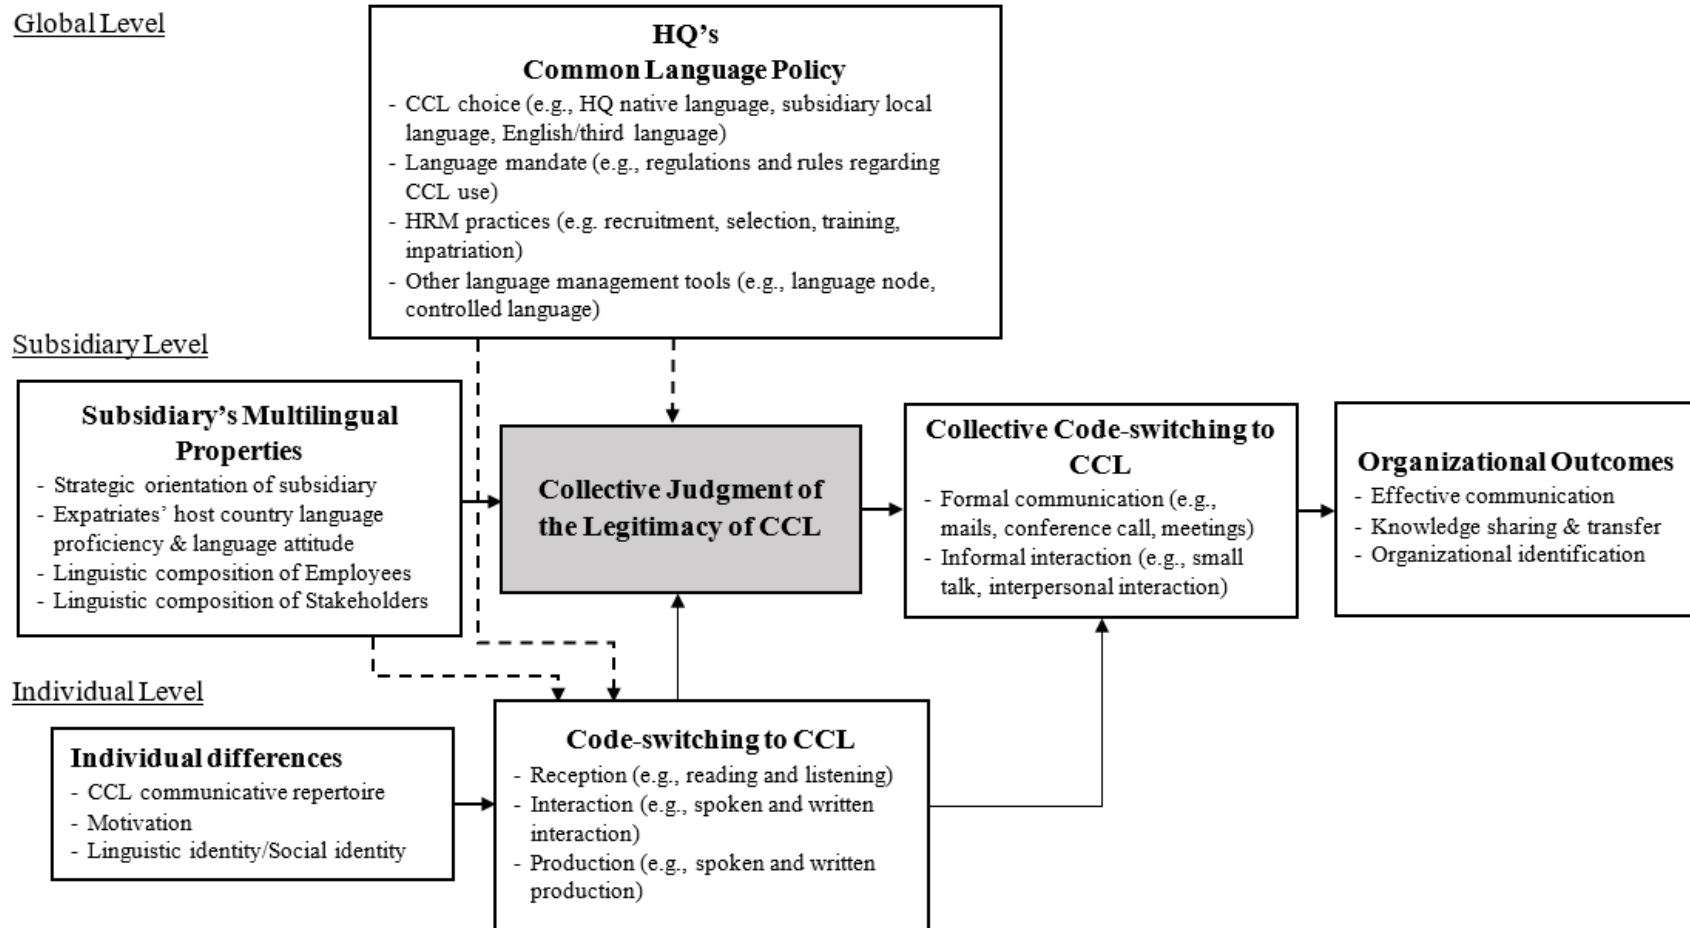 Global Level
HQ’s
Common Language Policy
- CCL choice (e.g., HQ native language, subsidiary local
language, English/third language)
- Language mandate (e.g., regulations and rules regarding
CCL use)
- HRM practices (e.g. recruitment, selection, training,
inpatriation)
- Other language management tools (e.g., language node,
controlled language)
Subsidiary Level
Subsidiary’s Multilingual
Properties
- Strategic orientation of subsidiary
- Expatriates’ host country language
proficiency & language attitude
- Linguistic composition of Employees
- Linguistic composition of Stakeholders
Collective Judgment of
the Legitimacy of CCL
Collective Code-switching to
CCL
- Formal communication (e.g.,
mails, conference call, meetings)
- Informal interaction (e.g., small
talk, interpersonal interaction)
Organizational Outcomes
- Effective communication
- Knowledge sharing & transfer
- Organizational identification
Individual Level
Individual differences
- CCL communicative repertoire
- Motivation
- Linguistic identity/Social identity
Code-switching to CCL
- Reception (e.g., reading and listening)
- Interaction (e.g., spoken and written
interaction)
- Production (e.g., spoken and written
production)